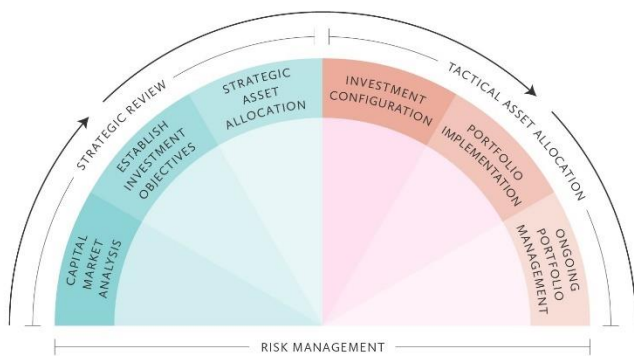 STRATEGIC REVIEW
TACTICAL ASSET ALLOCATION
CAPITAL
MARKET
ANALYSIS
ESTABLISH
INVESTMENT
OBJECTIVES
STRATEGIC
ASSET
ALLOCATION
INVESTMENT
CONFIGURATION
PORTFOLIO
IMPLEMENTATION
ONGOING
PORTFOLIO
MANAGEMENT
RISK MANAGEMENT